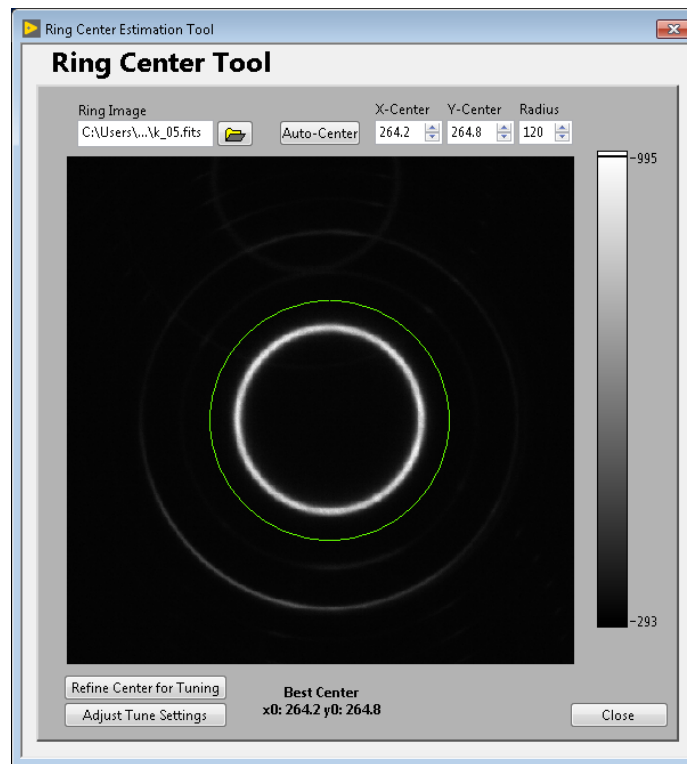 Ring Center Estimation Tool
Ring Center Tool
Ring Image
X-Center Y-Center Radius
C:\Users\...\k_05.fits
Auto-Center
264.2
264.8
120
-995
-293
Refine Center for Tuning
Adjust Tune Settings
Best Center
x0: 264.2 y0: 264.8
Close